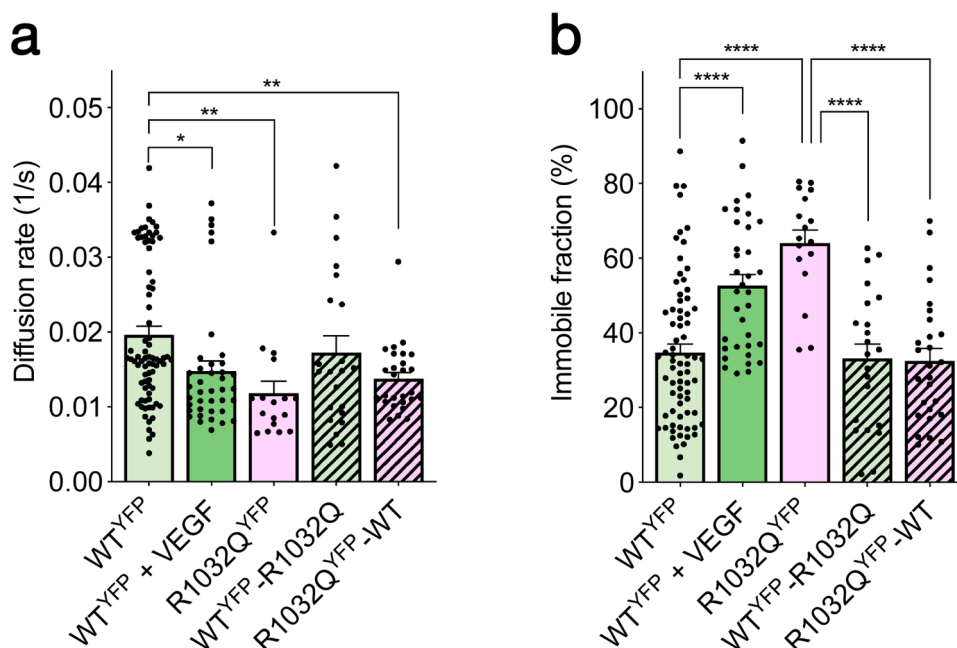 a
Diffusion rate (1/s)
0.05
0.04
0.03
0.02
0.01
0.00
**
**
*
WT^YFP
WT^YFP + VEGF
R1032Q^YFP
WT^YFP-R1032Q
R1032Q^YFP-WT
b
Immobile fraction (%)
100
80
60
40
20
0
****
****
****
****
WT^YFP
WT^YFP + VEGF
R1032Q^YFP
WT^YFP-R1032Q
R1032Q^YFP-WT